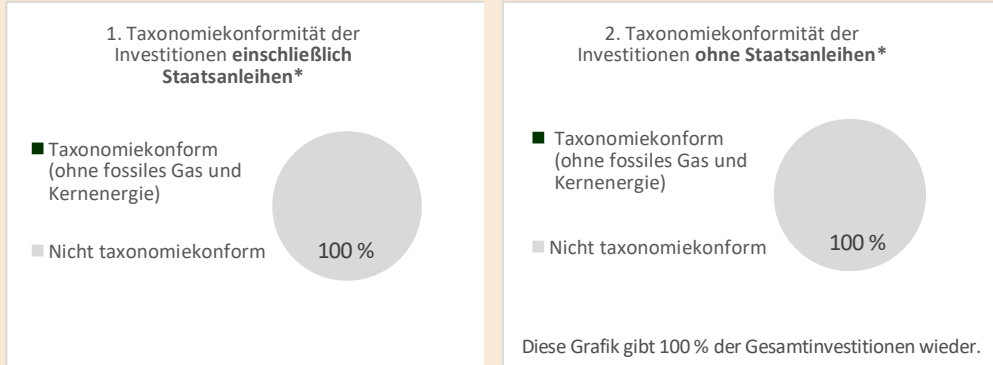 1. Taxonomiekonformität der
Investitionen einschließlich
Staatsanleihen*
Taxonomiekonform
(ohne fossiles Gas und
Kernenergie)
Nicht taxonomiekonform
100 %
2. Taxonomiekonformität der
Investitionen ohne Staatsanleihen*
Taxonomiekonform
(ohne fossiles Gas und
Kernenergie)
Nicht taxonomiekonform
100 %
Diese Grafik gibt 100 % der Gesamtinvestitionen wieder.